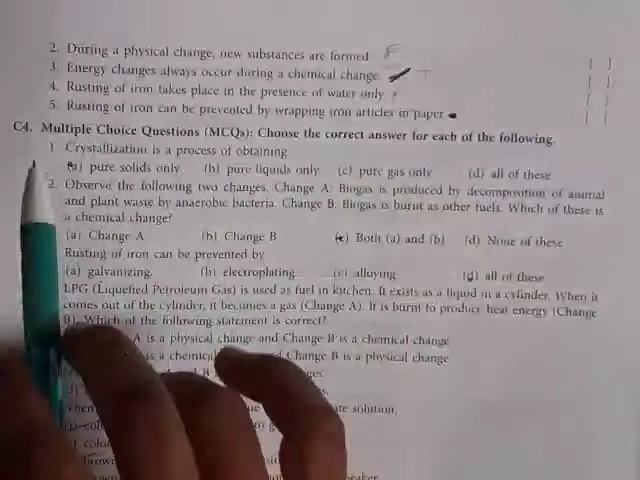 2. During a physical change, new substances are formed F
3. Energy changes always occur during a chemical change. T
4. Rusting of iron takes place in the presence of water only
5. Rusting of iron can be prevented by wrapping iron articles in paper
C4. Multiple Choice Questions (MCQs): Choose the correct answer for each of the following.
1. Crystallization is a process of obtaining
(a) pure solids only (b) pure liquids only (c) pure gas only (d) all of these
2. Observe the following two changes. Change A: Biogas is produced by decomposition of animal
and plant waste by anaerobic bacteria. Change B: Biogas is burnt as other fuels. Which of these is
a chemical change?
(a) Change A (b) Change B (c) Both (a) and (b) (d) None of these
Rusting of iron can be prevented by
(a) galvanizing. (b) electroplating. (c) alloying (d) all of these
LPG (Liquefied Petroleum Gas) is used as fuel in kitchen. It exists as a liquid in a cylinder. When it
comes out of the cylinder, it becomes a gas (Change A). It is burnt to produce heat energy (Change
B). Which of the following statement is correct?
A is a physical change and Change B is a chemical change
is a chemical Change B is a physical change
solution,